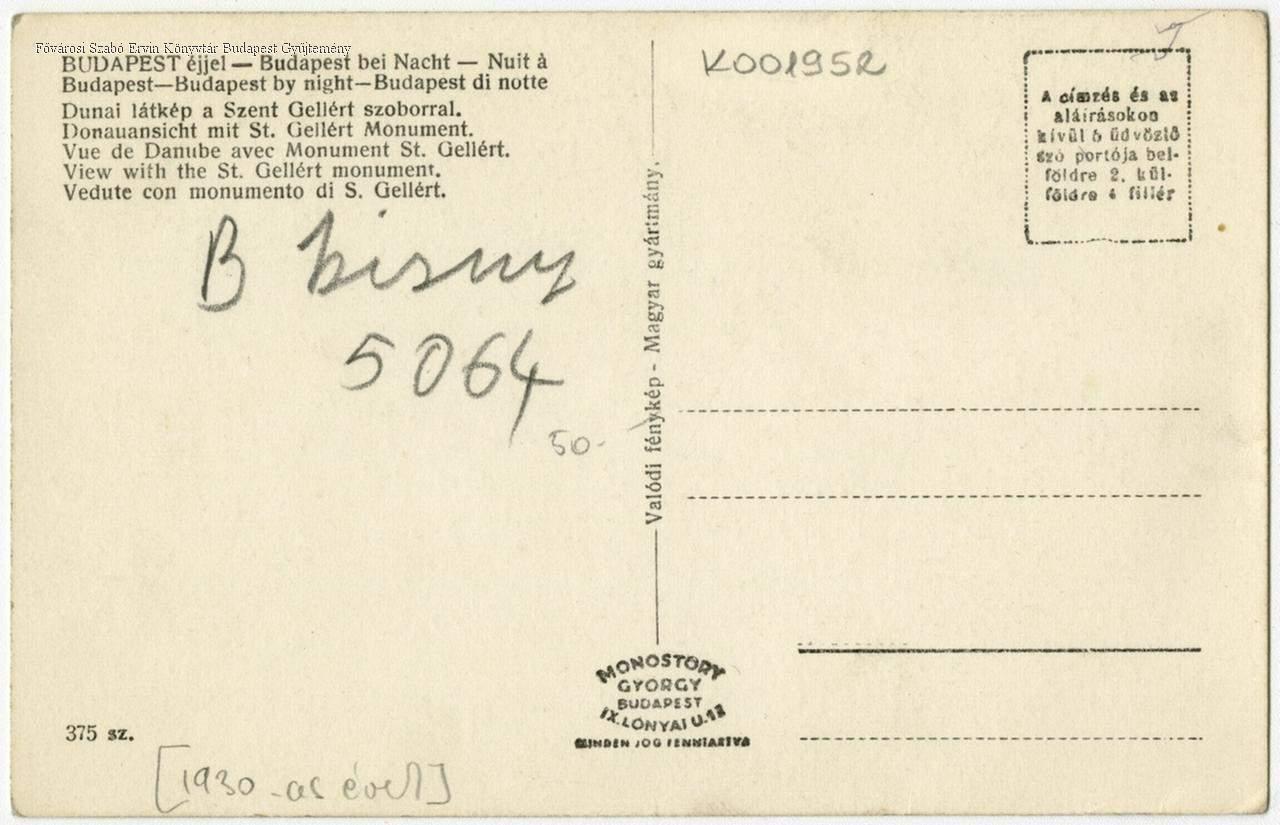 Fővárosi Szabó Ervin Könyvtár Budapest Gyűjtemény
BUDAPEST éjjel — Budapest bei Nacht — Nuit à
Budapest—Budapest by night—Budapest di notte
Dunai látkép a Szent Gellért szoborral.
Donauansicht mit St. Gellért Monument.
Vue de Danube avec Monument St. Gellért.
View with the St. Gellért monument.
Vedute con monumento di S. Gellért.
B
5064
50-
375 sz.
[1930-as évek]
Valódi fénykép - Magyar gyártmány.
MONOSTORY
GYÖRGY
BUDAPEST
IX. LONYAI U. 13
MINDEN JOG FENNTARTVA
K001952
A címzés és az
aláírásokon
kívül 5 üdvözlő
szó portója bel-
földre 2, kül-
földre 4 fillér